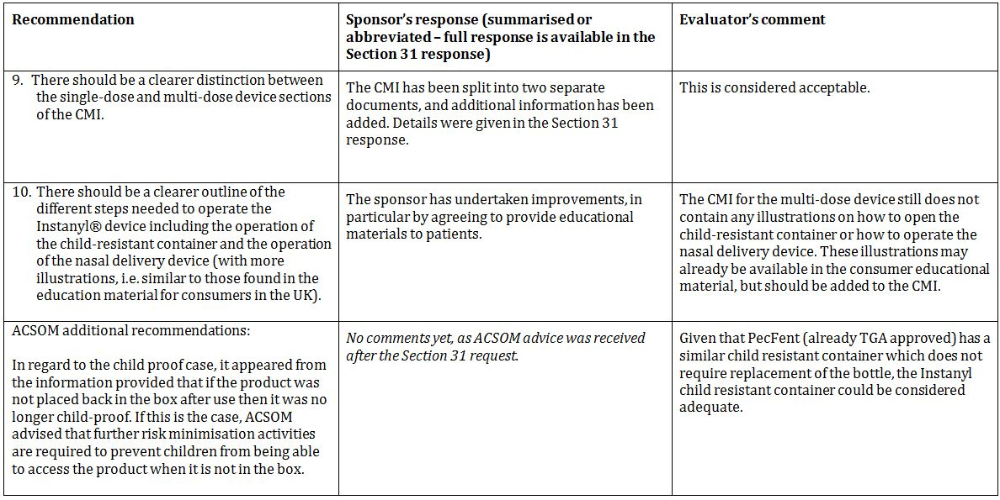 Recommendation
Sponsor's response (summarised or
abbreviated – full response is available in the
Section 31 response)
Evaluator's comment
9. There should be a clearer distinction between
the single-dose and multi-dose device sections
of the CMI.
The CMI has been split into two separate
documents, and additional information has been
added. Details were given in the Section 31
response.
This is considered acceptable.
10. There should be a clearer outline of the
different steps needed to operate the
Instanyl® device including the operation of
the child-resistant container and the operation
of the nasal delivery device (with more
illustrations, i.e. similar to those found in the
education material for consumers in the UK).
The sponsor has undertaken improvements, in
particular by agreeing to provide educational
materials to patients.
The CMI for the multi-dose device still does not
contain any illustrations on how to open the
child-resistant container or how to operate the
nasal delivery device. These illustrations may
already be available in the consumer educational
material, but should be added to the CMI.
ACSOM additional recommendations:
In regard to the child proof case, it appeared from
the information provided that if the product was
not placed back in the box after use then it was no
longer child-proof. If this is the case, ACSOM
advised that further risk minimisation activities
are required to prevent children from being able
to access the product when it is not in the box.
No comments yet, as ACSOM advice was received
after the Section 31 request.
Given that PecFent (already TGA approved) has a
similar child resistant container which does not
require replacement of the bottle, the Instanyl
child resistant container could be considered
adequate.